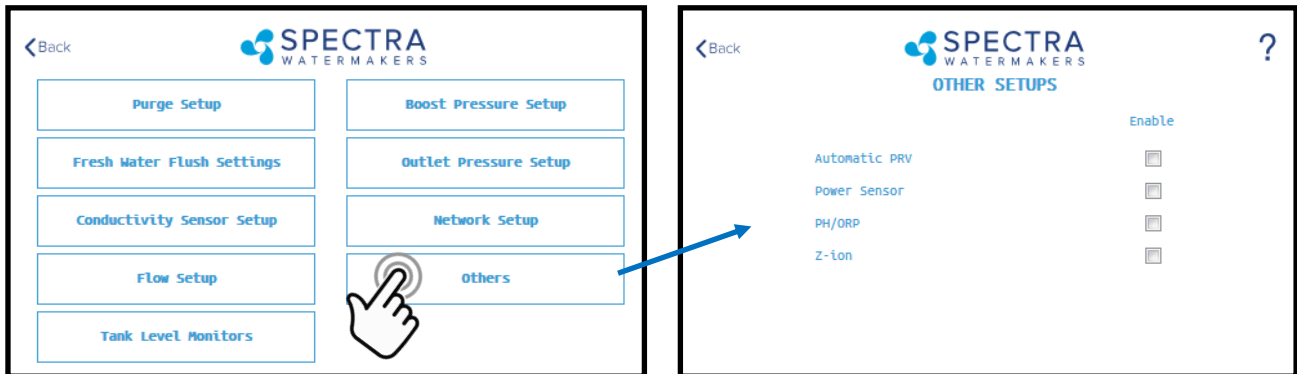 Back
SPECTRA
WATERMAKERS
Purge Setup
Boost Pressure Setup
Fresh Water Flush Settings
Outlet Pressure Setup
Conductivity Sensor Setup
Network Setup
Flow Setup
Others
Tank Level Monitors
Back
SPECTRA
WATERMAKERS
?
OTHER SETUPS
Enable
Automatic PRV
Power Sensor
PH/ORP
Z-ion